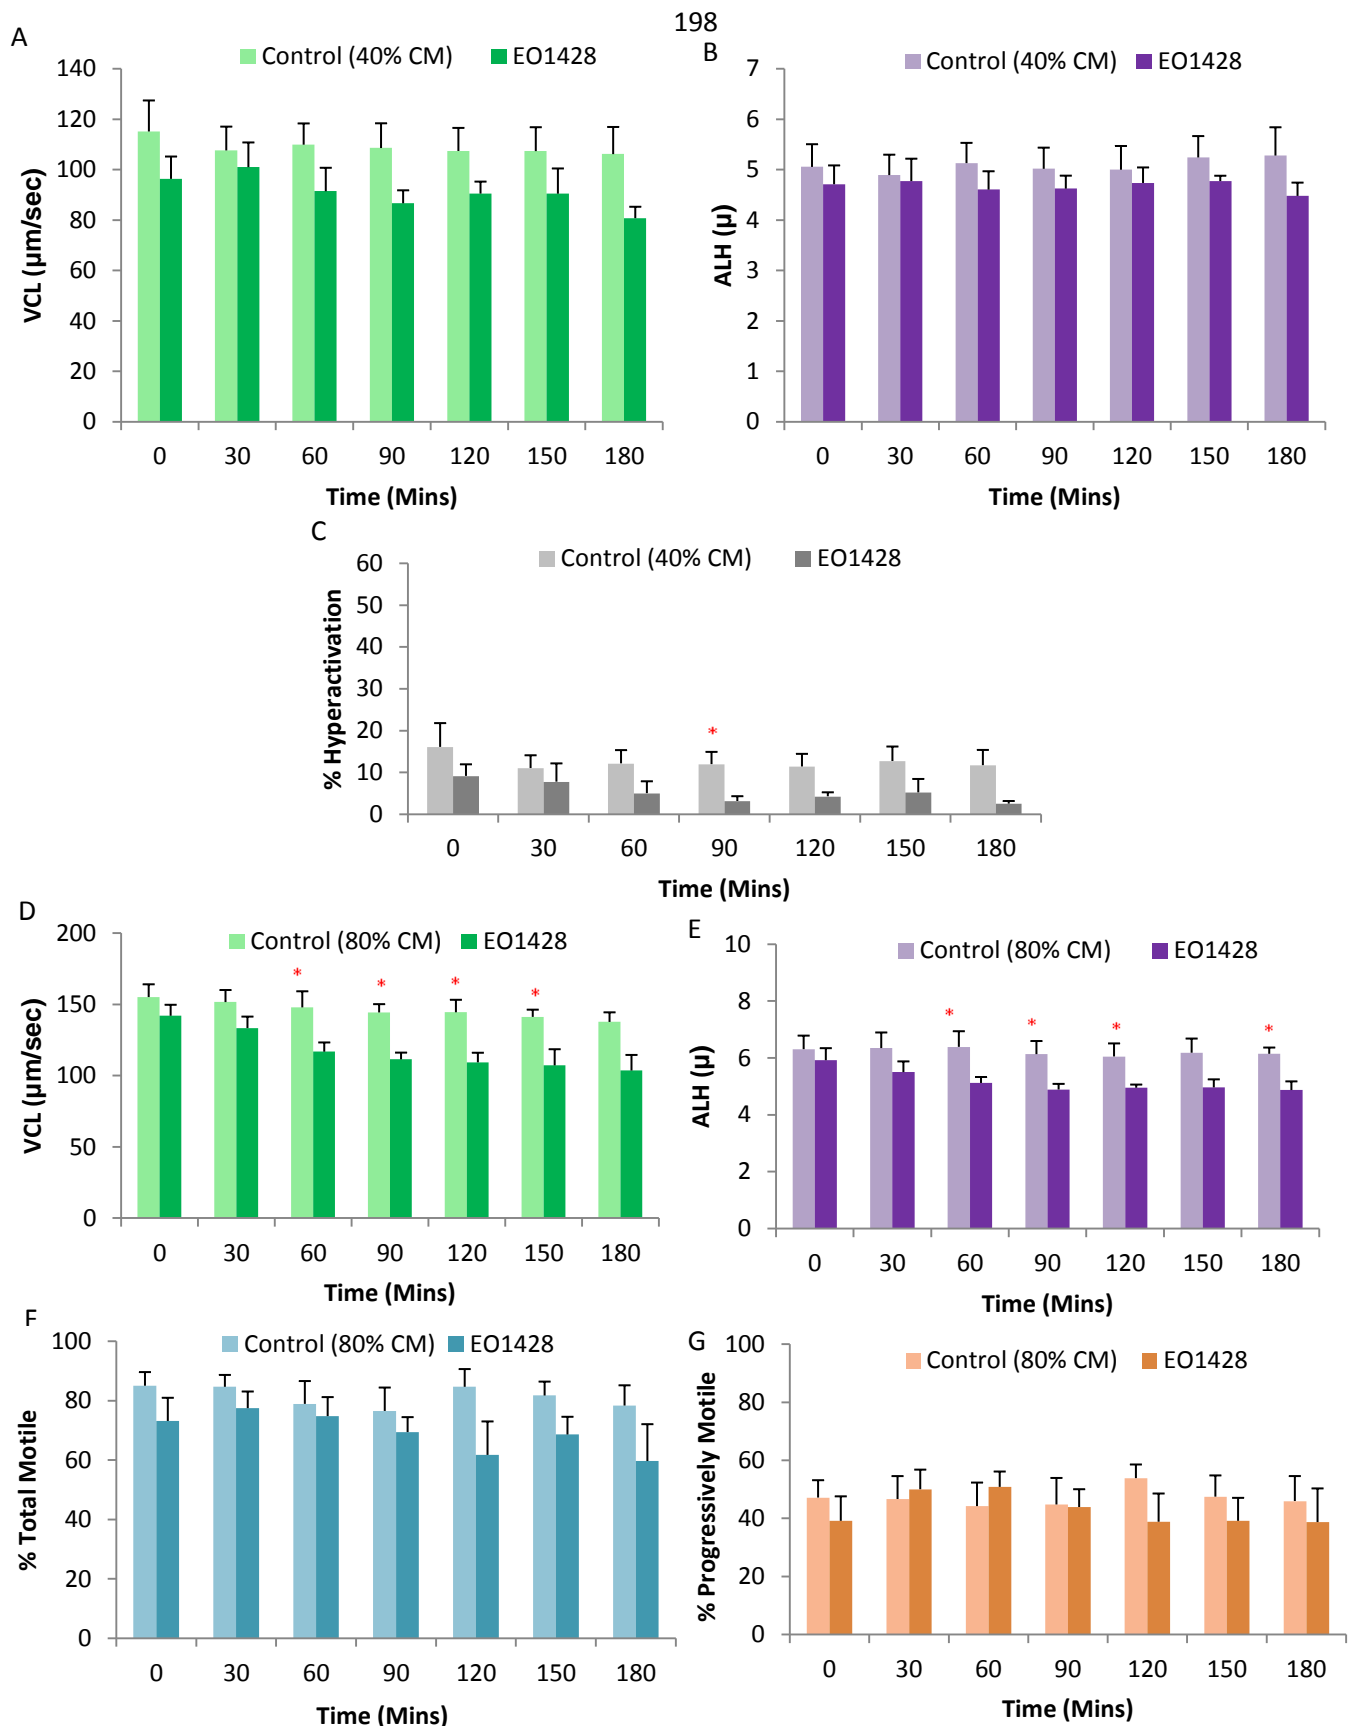 198
A
Control (40% CM) EO1428
VCL (µm/sec)
140
120
100
80
60
40
20
0
0 30 60 90 120 150 180
Time (Mins)
B
Control (40% CM) EO1428
ALH (µ)
7
6
5
4
3
2
1
0
0 30 60 90 120 150 180
Time (Mins)
C
Control (40% CM) EO1428
% Hyperactivation
60
50
40
30
20
10
0
*
0 30 60 90 120 150 180
Time (Mins)
D
Control (80% CM) EO1428
VCL (µm/sec)
200
150
100
50
0
* * * *
0 30 60 90 120 150 180
Time (Mins)
E
Control (80% CM) EO1428
ALH (µ)
10
8
6
4
2
0
* * * *
0 30 60 90 120 150 180
Time (Mins)
F
Control (80% CM) EO1428
% Total Motile
100
80
60
40
20
0
0 30 60 90 120 150 180
Time (Mins)
G
Control (80% CM) EO1428
% Progressively Motile
100
80
60
40
20
0
0 30 60 90 120 150 180
Time (Mins)